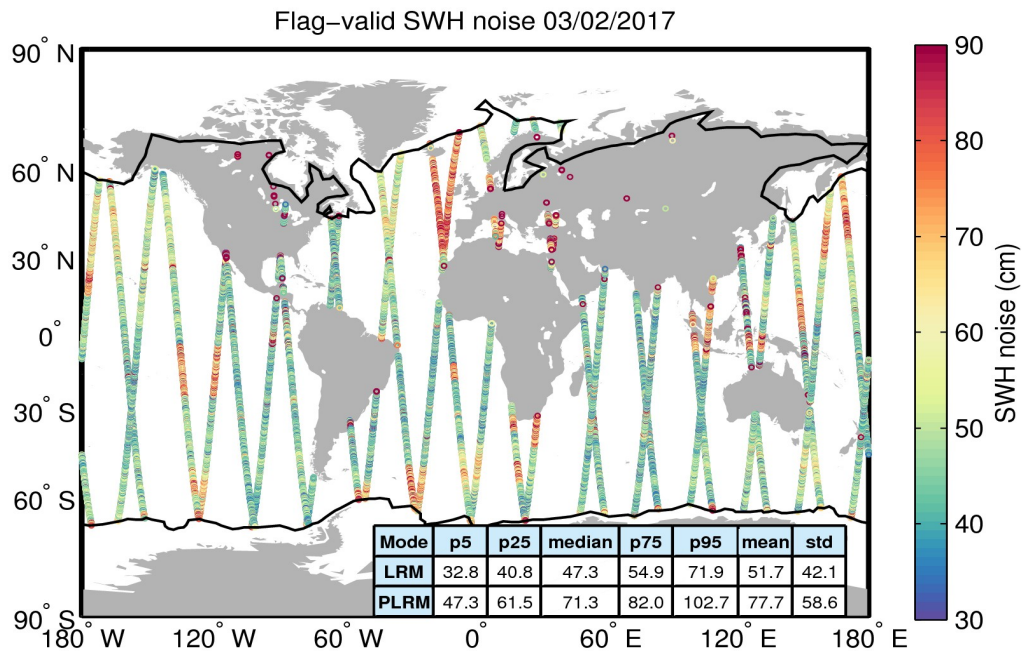 Flag−valid SWH noise 03/02/2017
90° N
60° N
30° N
0°
30° S
60° S
90° S
180° W
120° W
60° W
0°
60° E
120° E
180° E
Mode p5 p25 median p75 p95 mean std
LRM 32.8 40.8 47.3 54.9 71.9 51.7 42.1
PLRM 47.3 61.5 71.3 82.0 102.7 77.7 58.6
90
80
70
60
50
40
30
SWH noise (cm)